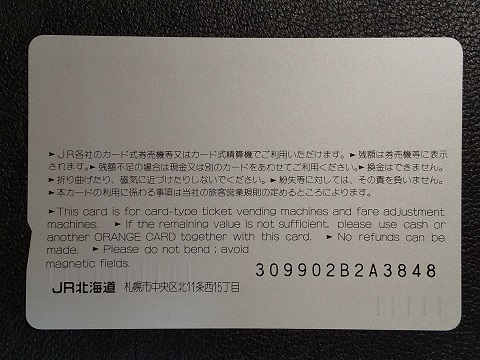 ►JR各社のカード式券売機等又はカード式精算機でご利用いただけます。►残額は券売機等に表示
されます。►残額不足の場合は現金又は別のカードをあわせてご利用ください。►換金はできません。
►折り曲げたり、磁気に近づけたりしないでください。►紛失等に対しては、その責を負いません。
►本カードの利用に係わる事項は当社の旅客営業規則の定めるところによります。
►This card is for card-type ticket vending machines and fare adjustment
machines. ►If the remaining value is not sufficient. please use cash or
another ORANGE CARD together with this card. ►No refunds can be
made. ►Please do not bend; avoid
magnetic fields.
309902B2A3848
JR北海道 札幌市中央区北11条西15丁目